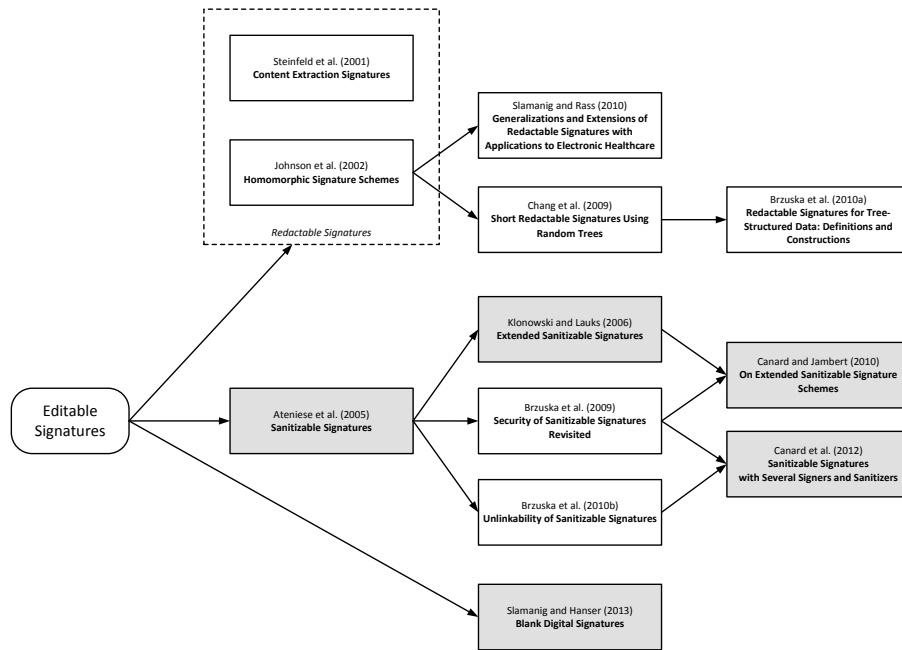 Steinfeld et al. (2001)
Content Extraction Signatures
Johnson et al. (2002)
Homomorphic Signature Schemes
Redactable Signatures
Slamanig and Rass (2010)
Generalizations and Extensions of
Redactable Signatures with
Applications to Electronic Healthcare
Chang et al. (2009)
Short Redactable Signatures Using
Random Trees
Brzuska et al. (2010a)
Redactable Signatures for Tree-
Structured Data: Definitions and
Constructions
Editable
Signatures
Ateniese et al. (2005)
Sanitizable Signatures
Klonowski and Lauks (2006)
Extended Sanitizable Signatures
Brzuska et al. (2009)
Security of Sanitizable Signatures
Revisited
Brzuska et al. (2010b)
Unlinkability of Sanitizable Signatures
Canard and Jambert (2010)
On Extended Sanitizable Signature
Schemes
Canard et al. (2012)
Sanitizable Signatures
with Several Signers and Sanitizers
Slamanig and Hanser (2013)
Blank Digital Signatures